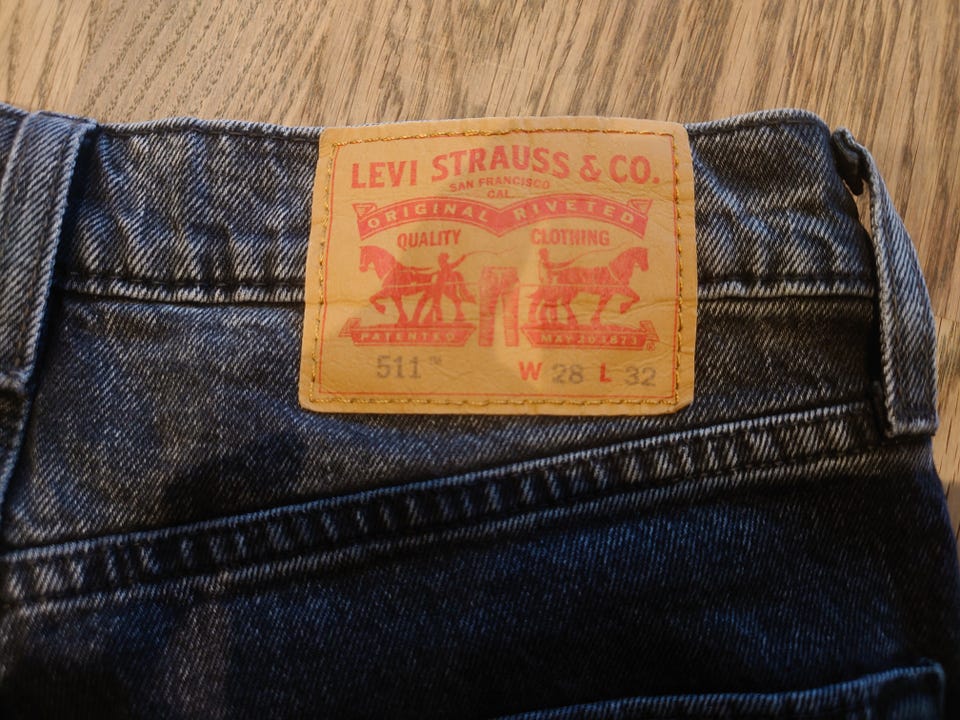 LEVI STRAUSS & CO.
SAN FRANCISCO
CAL.
ORIGINAL RIVETED
QUALITY CLOTHING
PATENTED MAY 20 1873 ®
511™ W 28 L 32